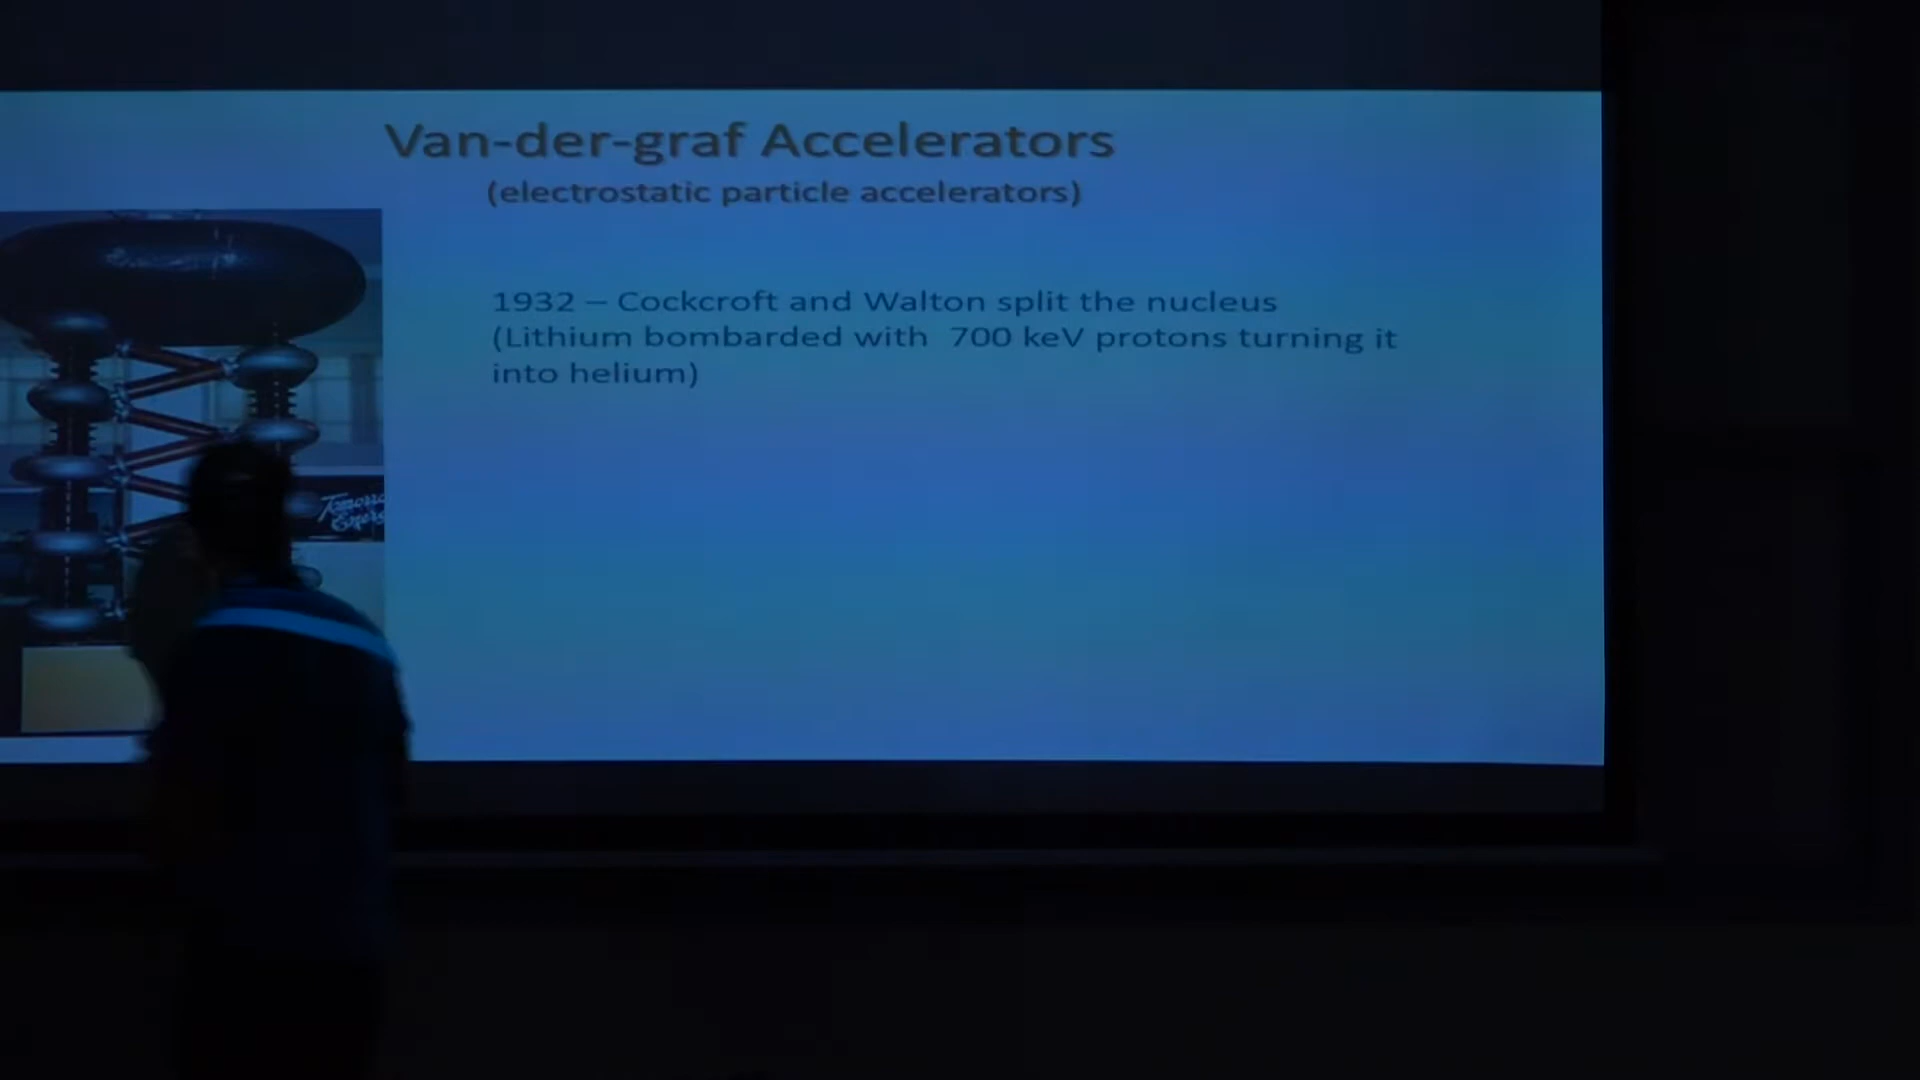 Van-der-graf Accelerators
(electrostatic particle accelerators)
1932 – Cockcroft and Walton split the nucleus
(Lithium bombarded with 700 keV protons turning it
into helium)